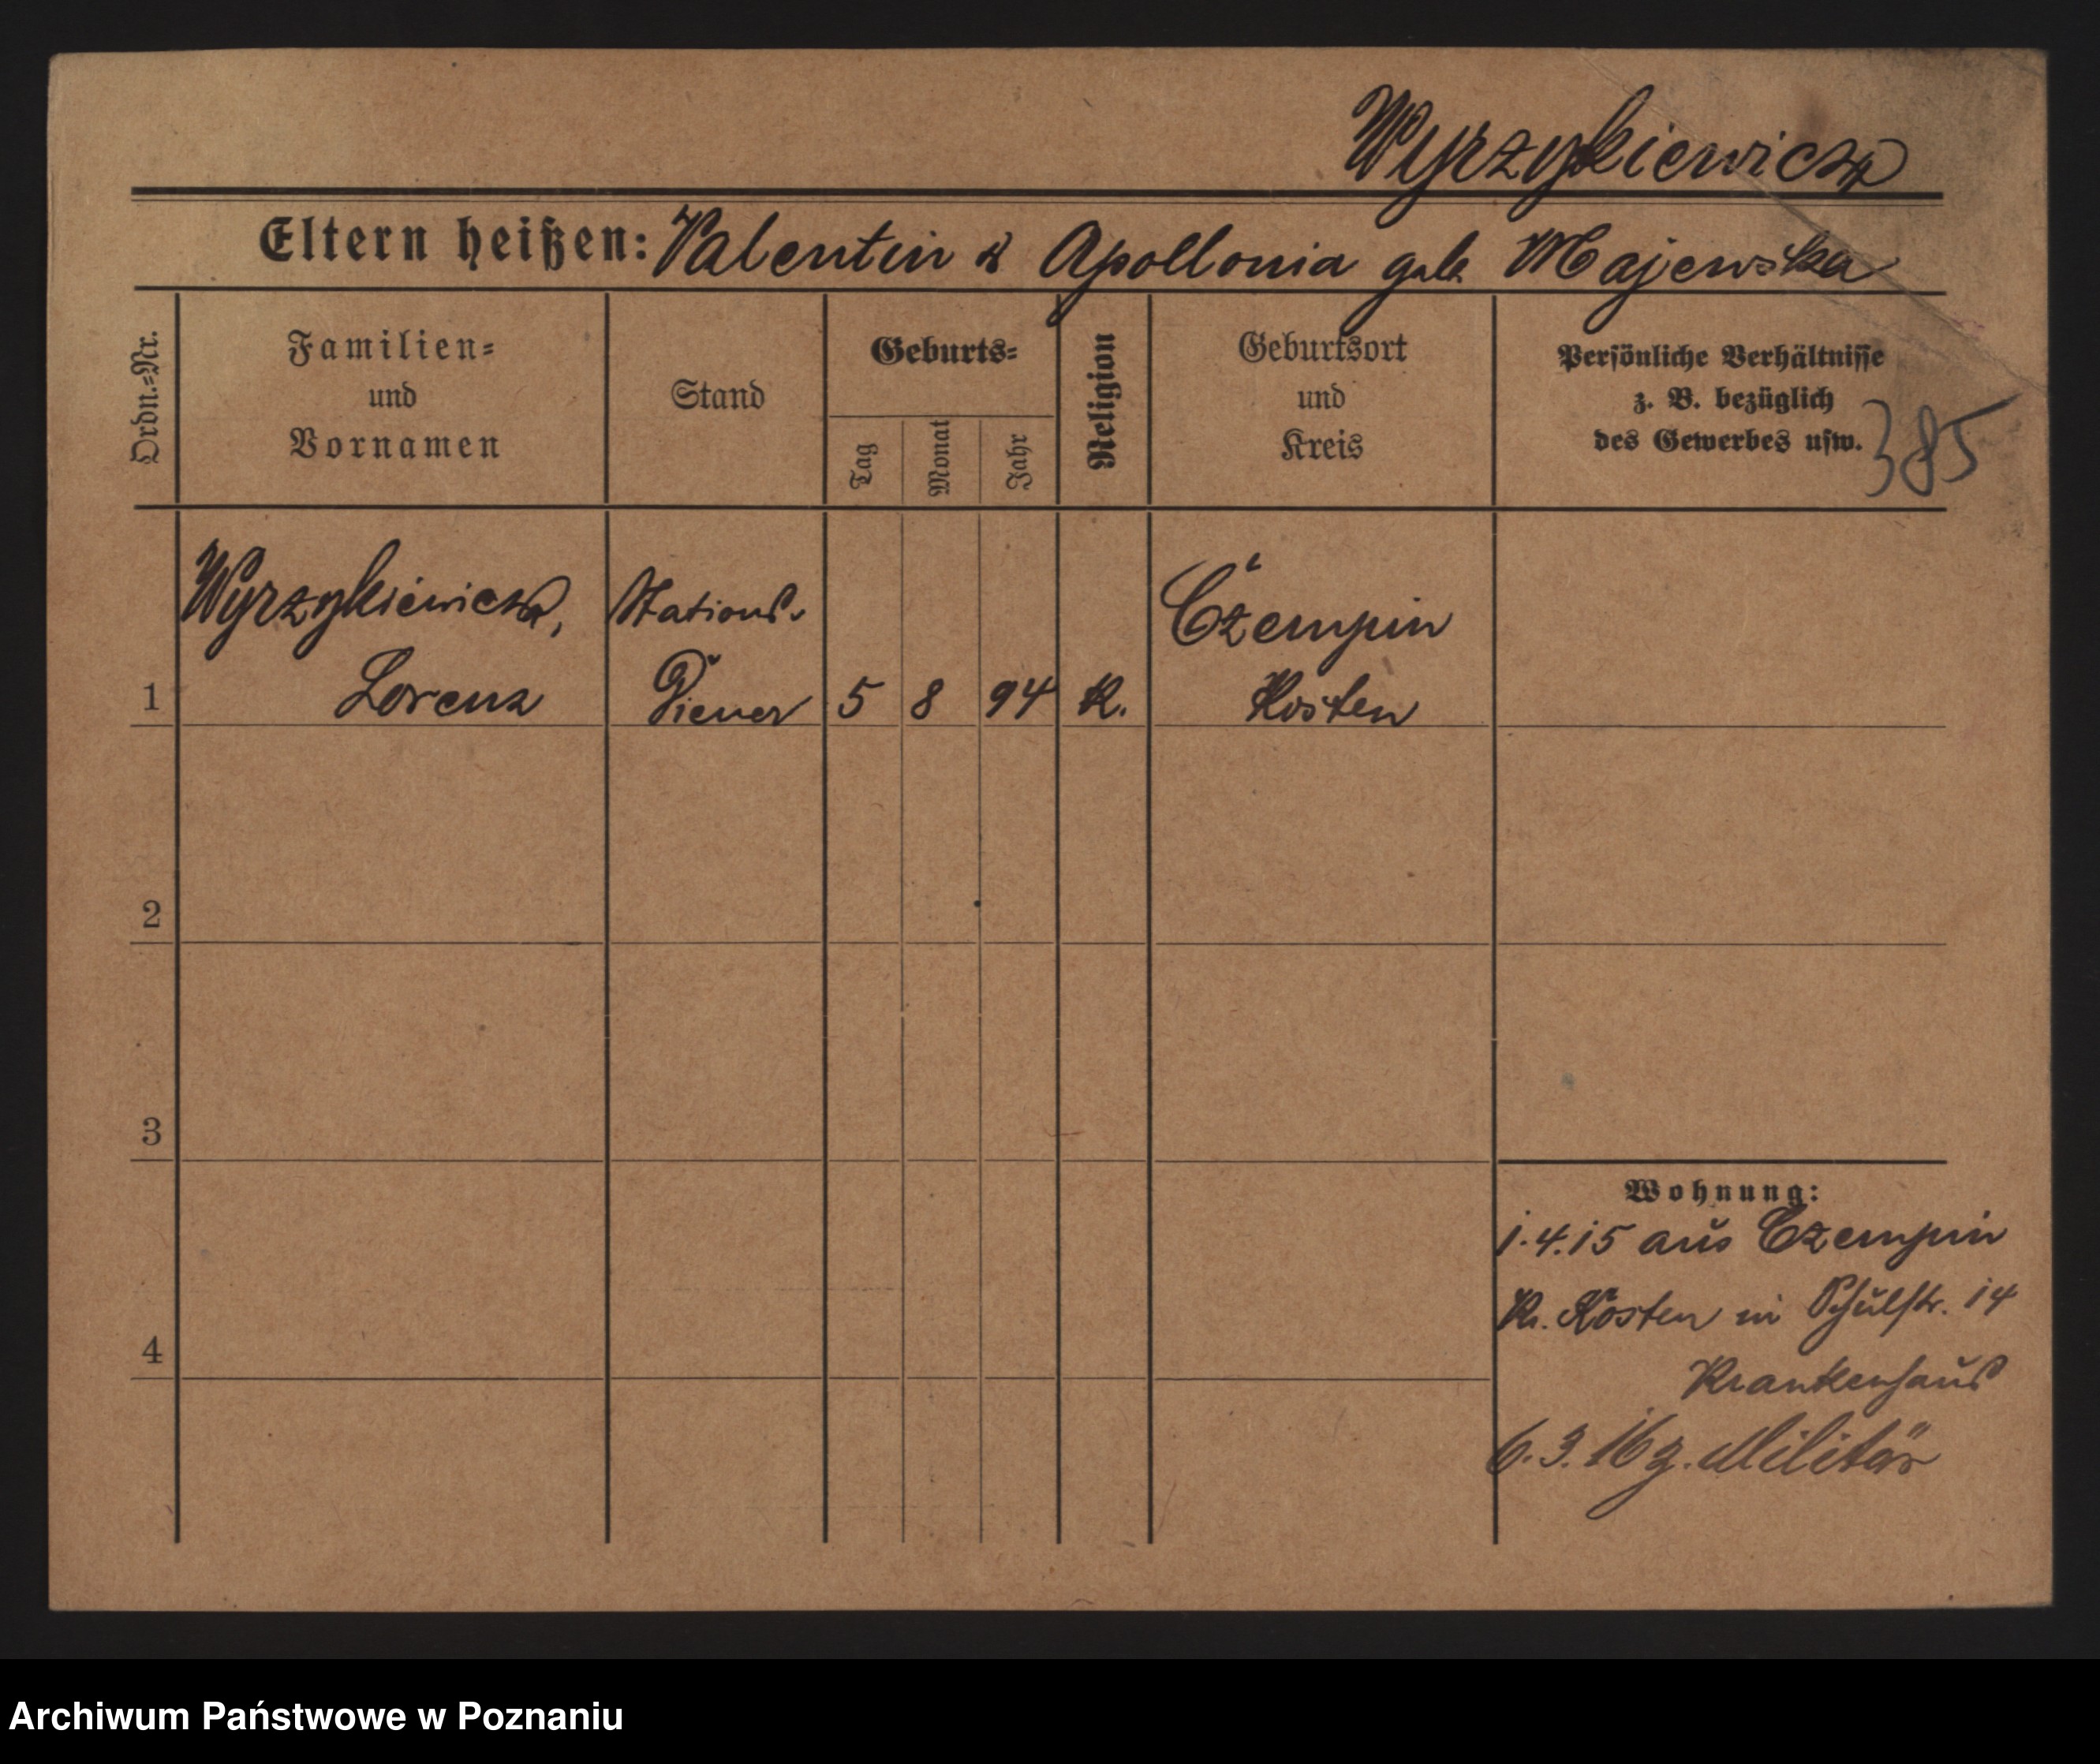 Wyrzykiewicz
Eltern heißen: Valentin & Apollonia geb Majewska
Ordn.-Nr.
Familien-
und
Vornamen
Stand
Geburts-
Tag
Monat
Jahr
Religion
Geburtsort
und
Kreis
Persönliche Verhältnisse
z. B. bezüglich
des Gewerbes usw.
385
Wyrzykiewicz,
Lorenz
Stations-
Diener
1
5
8
94
K.
Czempin
Kosten
2
3
4
Wohnung:
1.4.15 aus Czempin
Kr. Kosten in Schulstr. 14
Krankenhaus
6.3.16 z. Militär
Archiwum Państwowe w Poznaniu